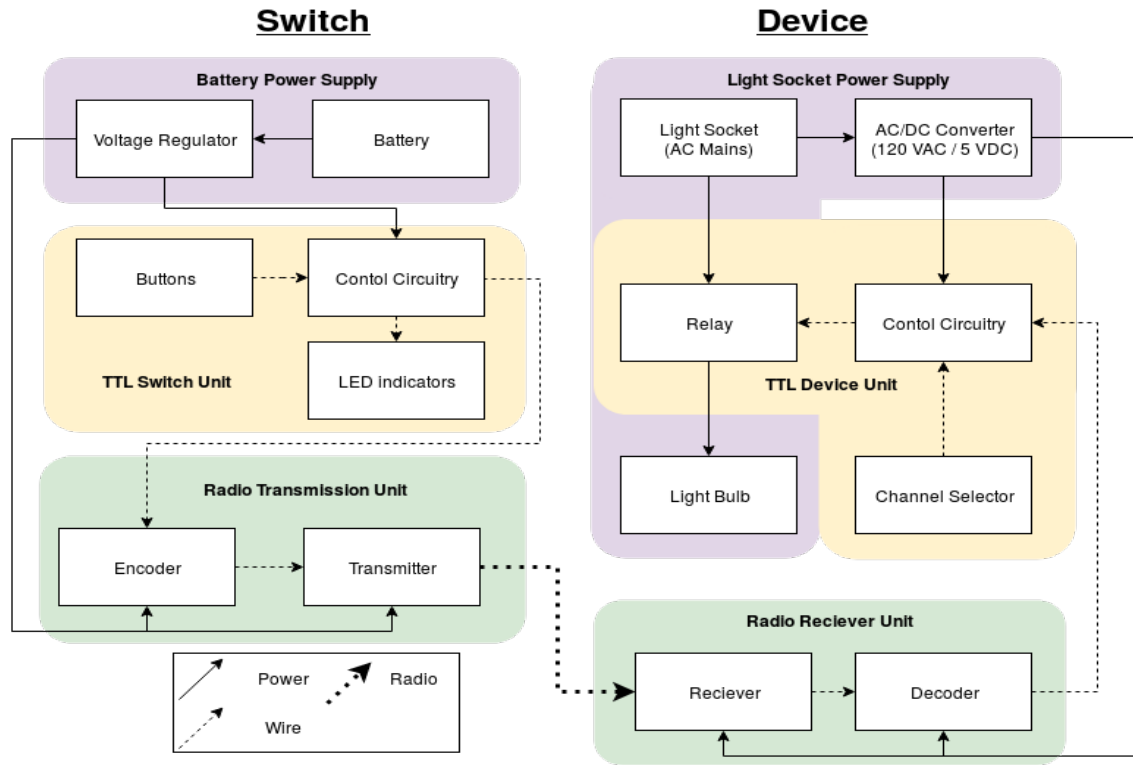 Switch
Battery Power Supply
Voltage Regulator
Battery
Buttons
Contol Circuitry
TTL Switch Unit
LED indicators
Radio Transmission Unit
Encoder
Transmitter
Power
Radio
Wire
Device
Light Socket Power Supply
Light Socket
(AC Mains)
AC/DC Converter
(120 VAC / 5 VDC)
Relay
Contol Circuitry
TTL Device Unit
Light Bulb
Channel Selector
Radio Reciever Unit
Reciever
Decoder